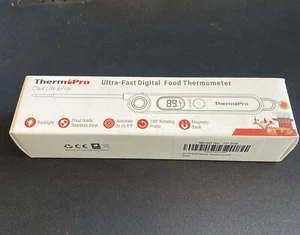 ThermoPro
Cook Like a Pro!
Ultra-Fast Digital Food Thermometer
89.
ThermoPro
Backlight
Food Grade
Stainless Steel
Accurate
to ±0.9°F
180° Rotating
Probe
Magnetic
Back